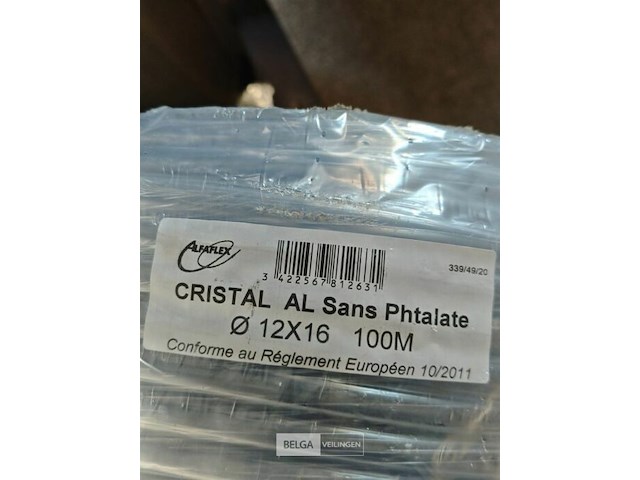 ALFAFLEX
339/49/20
3 422567 812631
CRISTAL AL Sans Phtalate
Ø 12X16 100M
Conforme au Réglement Européen 10/2011
BELGA VEILINGEN